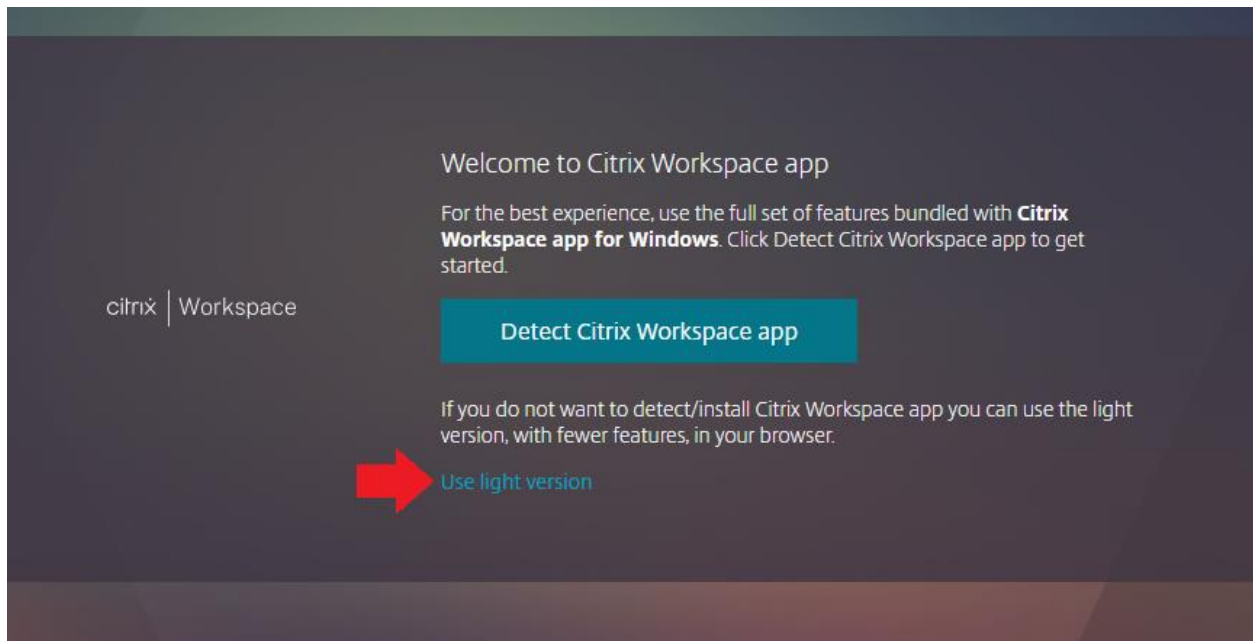 Welcome to Citrix Workspace app
For the best experience, use the full set of features bundled with Citrix
Workspace app for Windows. Click Detect Citrix Workspace app to get
started.
citrix | Workspace
Detect Citrix Workspace app
If you do not want to detect/install Citrix Workspace app you can use the light
version, with fewer features, in your browser.
Use light version